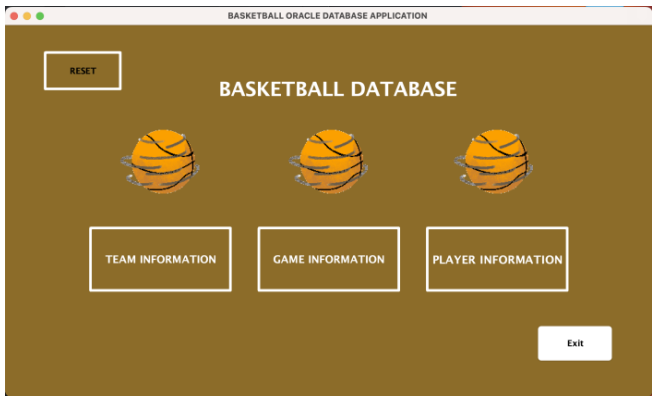 BASKETBALL ORACLE DATABASE APPLICATION
RESET
BASKETBALL DATABASE
TEAM INFORMATION
GAME INFORMATION
PLAYER INFORMATION
Exit